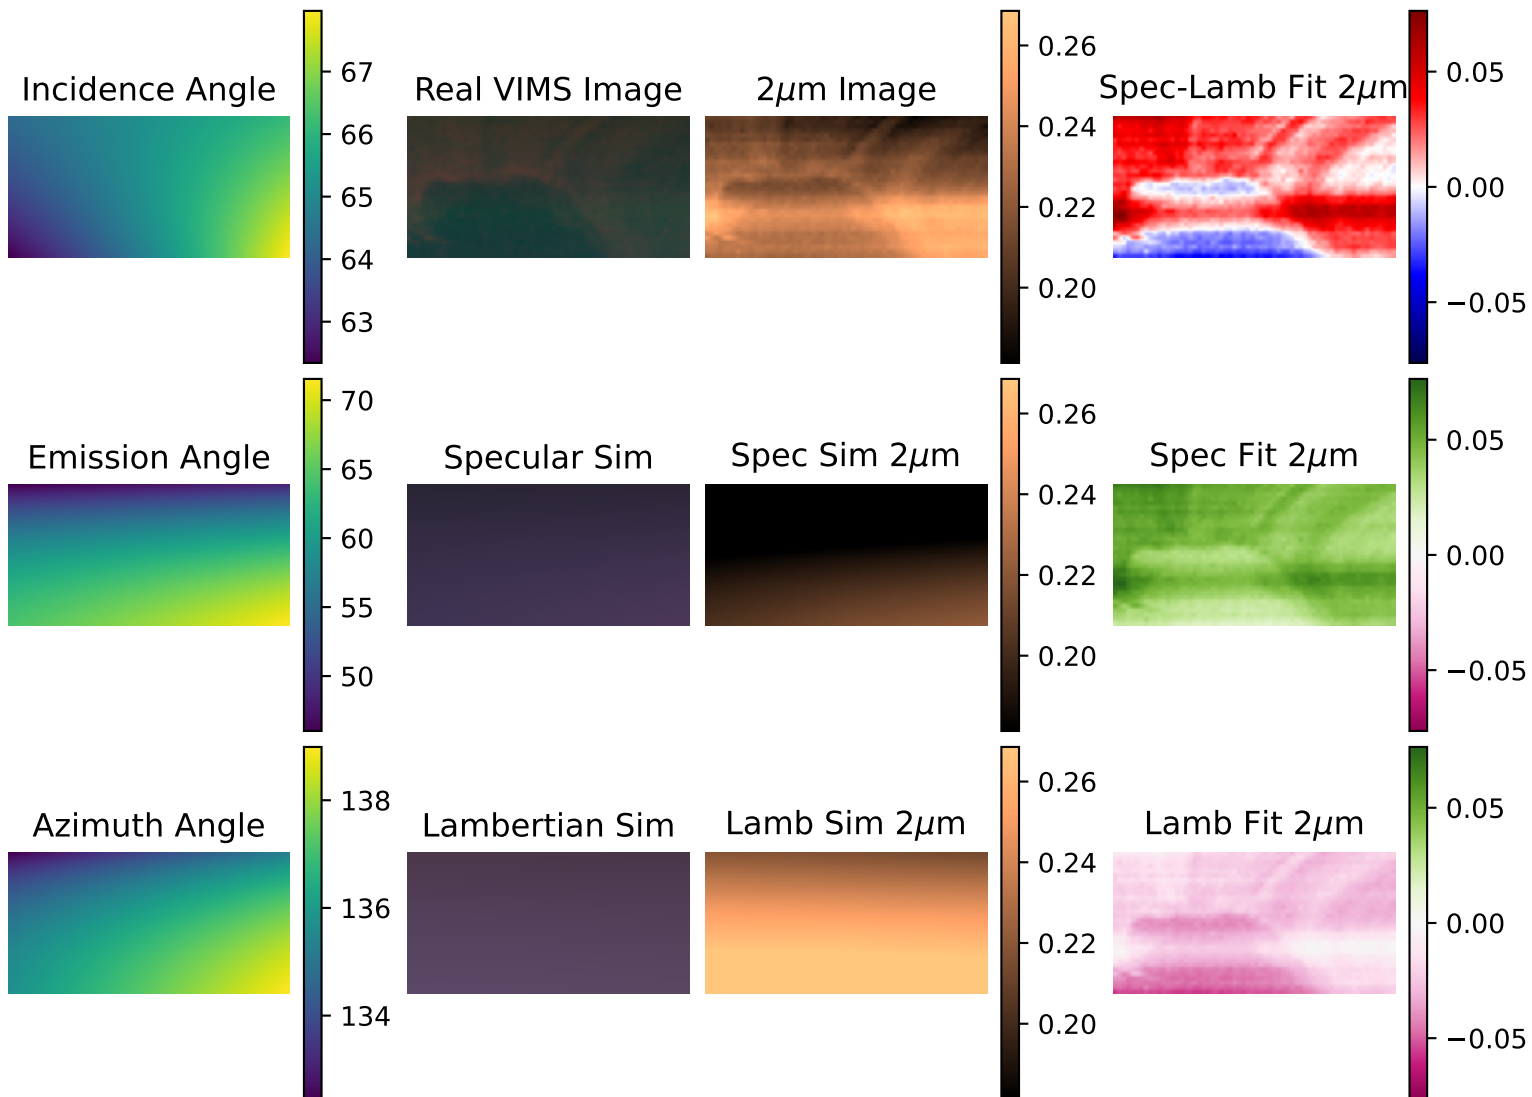 Incidence Angle
67
66
65
64
63
Real VIMS Image
2μm Image
0.26
0.24
0.22
0.20
Spec-Lamb Fit 2μm
0.05
0.00
−0.05
Emission Angle
70
65
60
55
50
Specular Sim
Spec Sim 2μm
0.26
0.24
0.22
0.20
Spec Fit 2μm
0.05
0.00
−0.05
Azimuth Angle
138
136
134
Lambertian Sim
Lamb Sim 2μm
0.26
0.24
0.22
0.20
Lamb Fit 2μm
0.05
0.00
−0.05